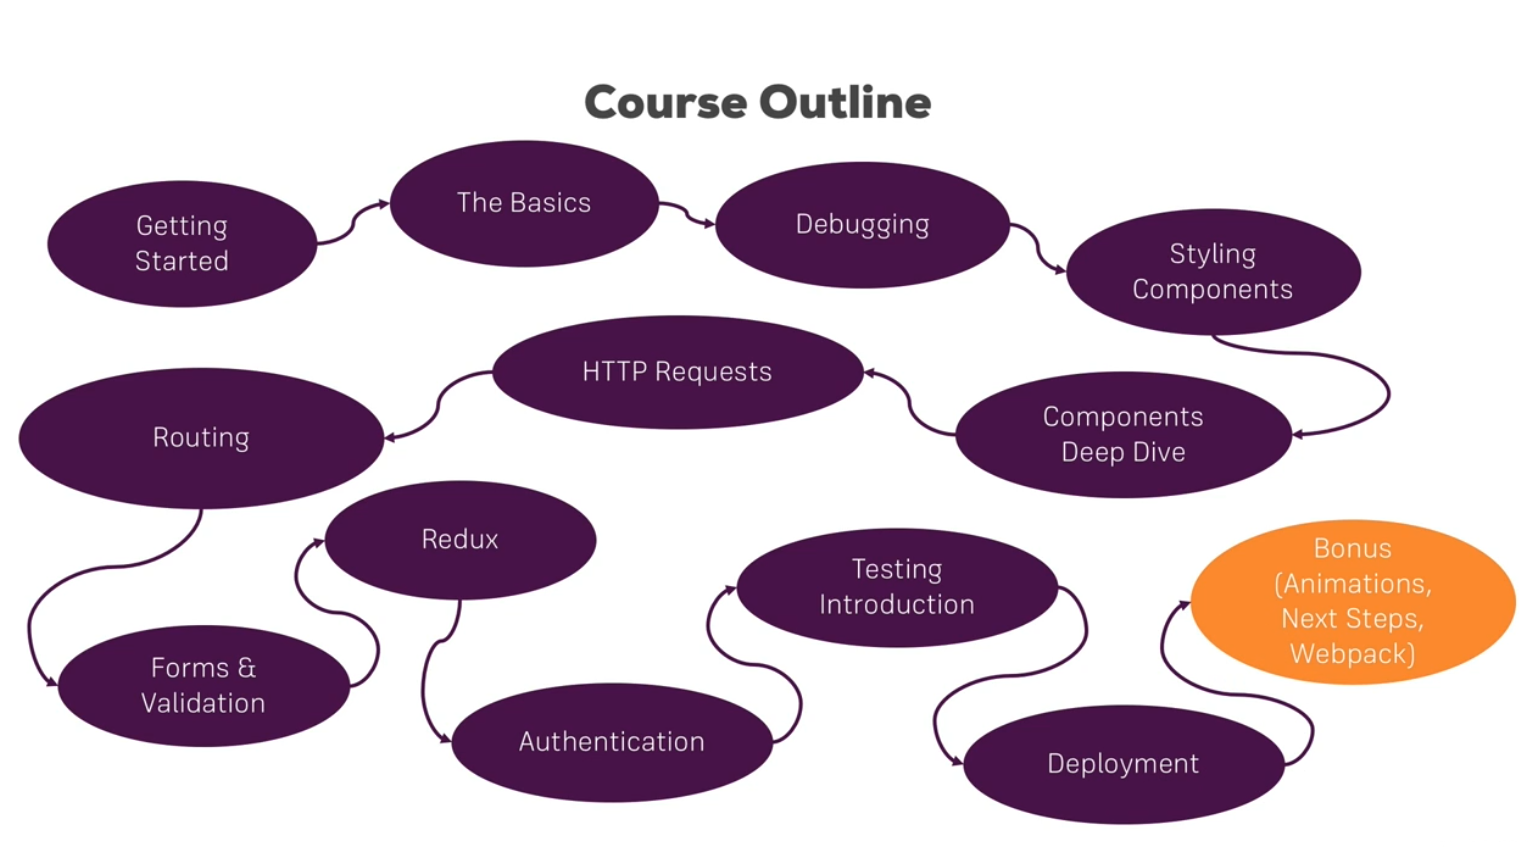 Course Outline
Getting
Started
The Basics
Debugging
Styling
Components
Components
Deep Dive
HTTP Requests
Routing
Forms &
Validation
Redux
Authentication
Testing
Introduction
Deployment
Bonus
(Animations,
Next Steps,
Webpack)